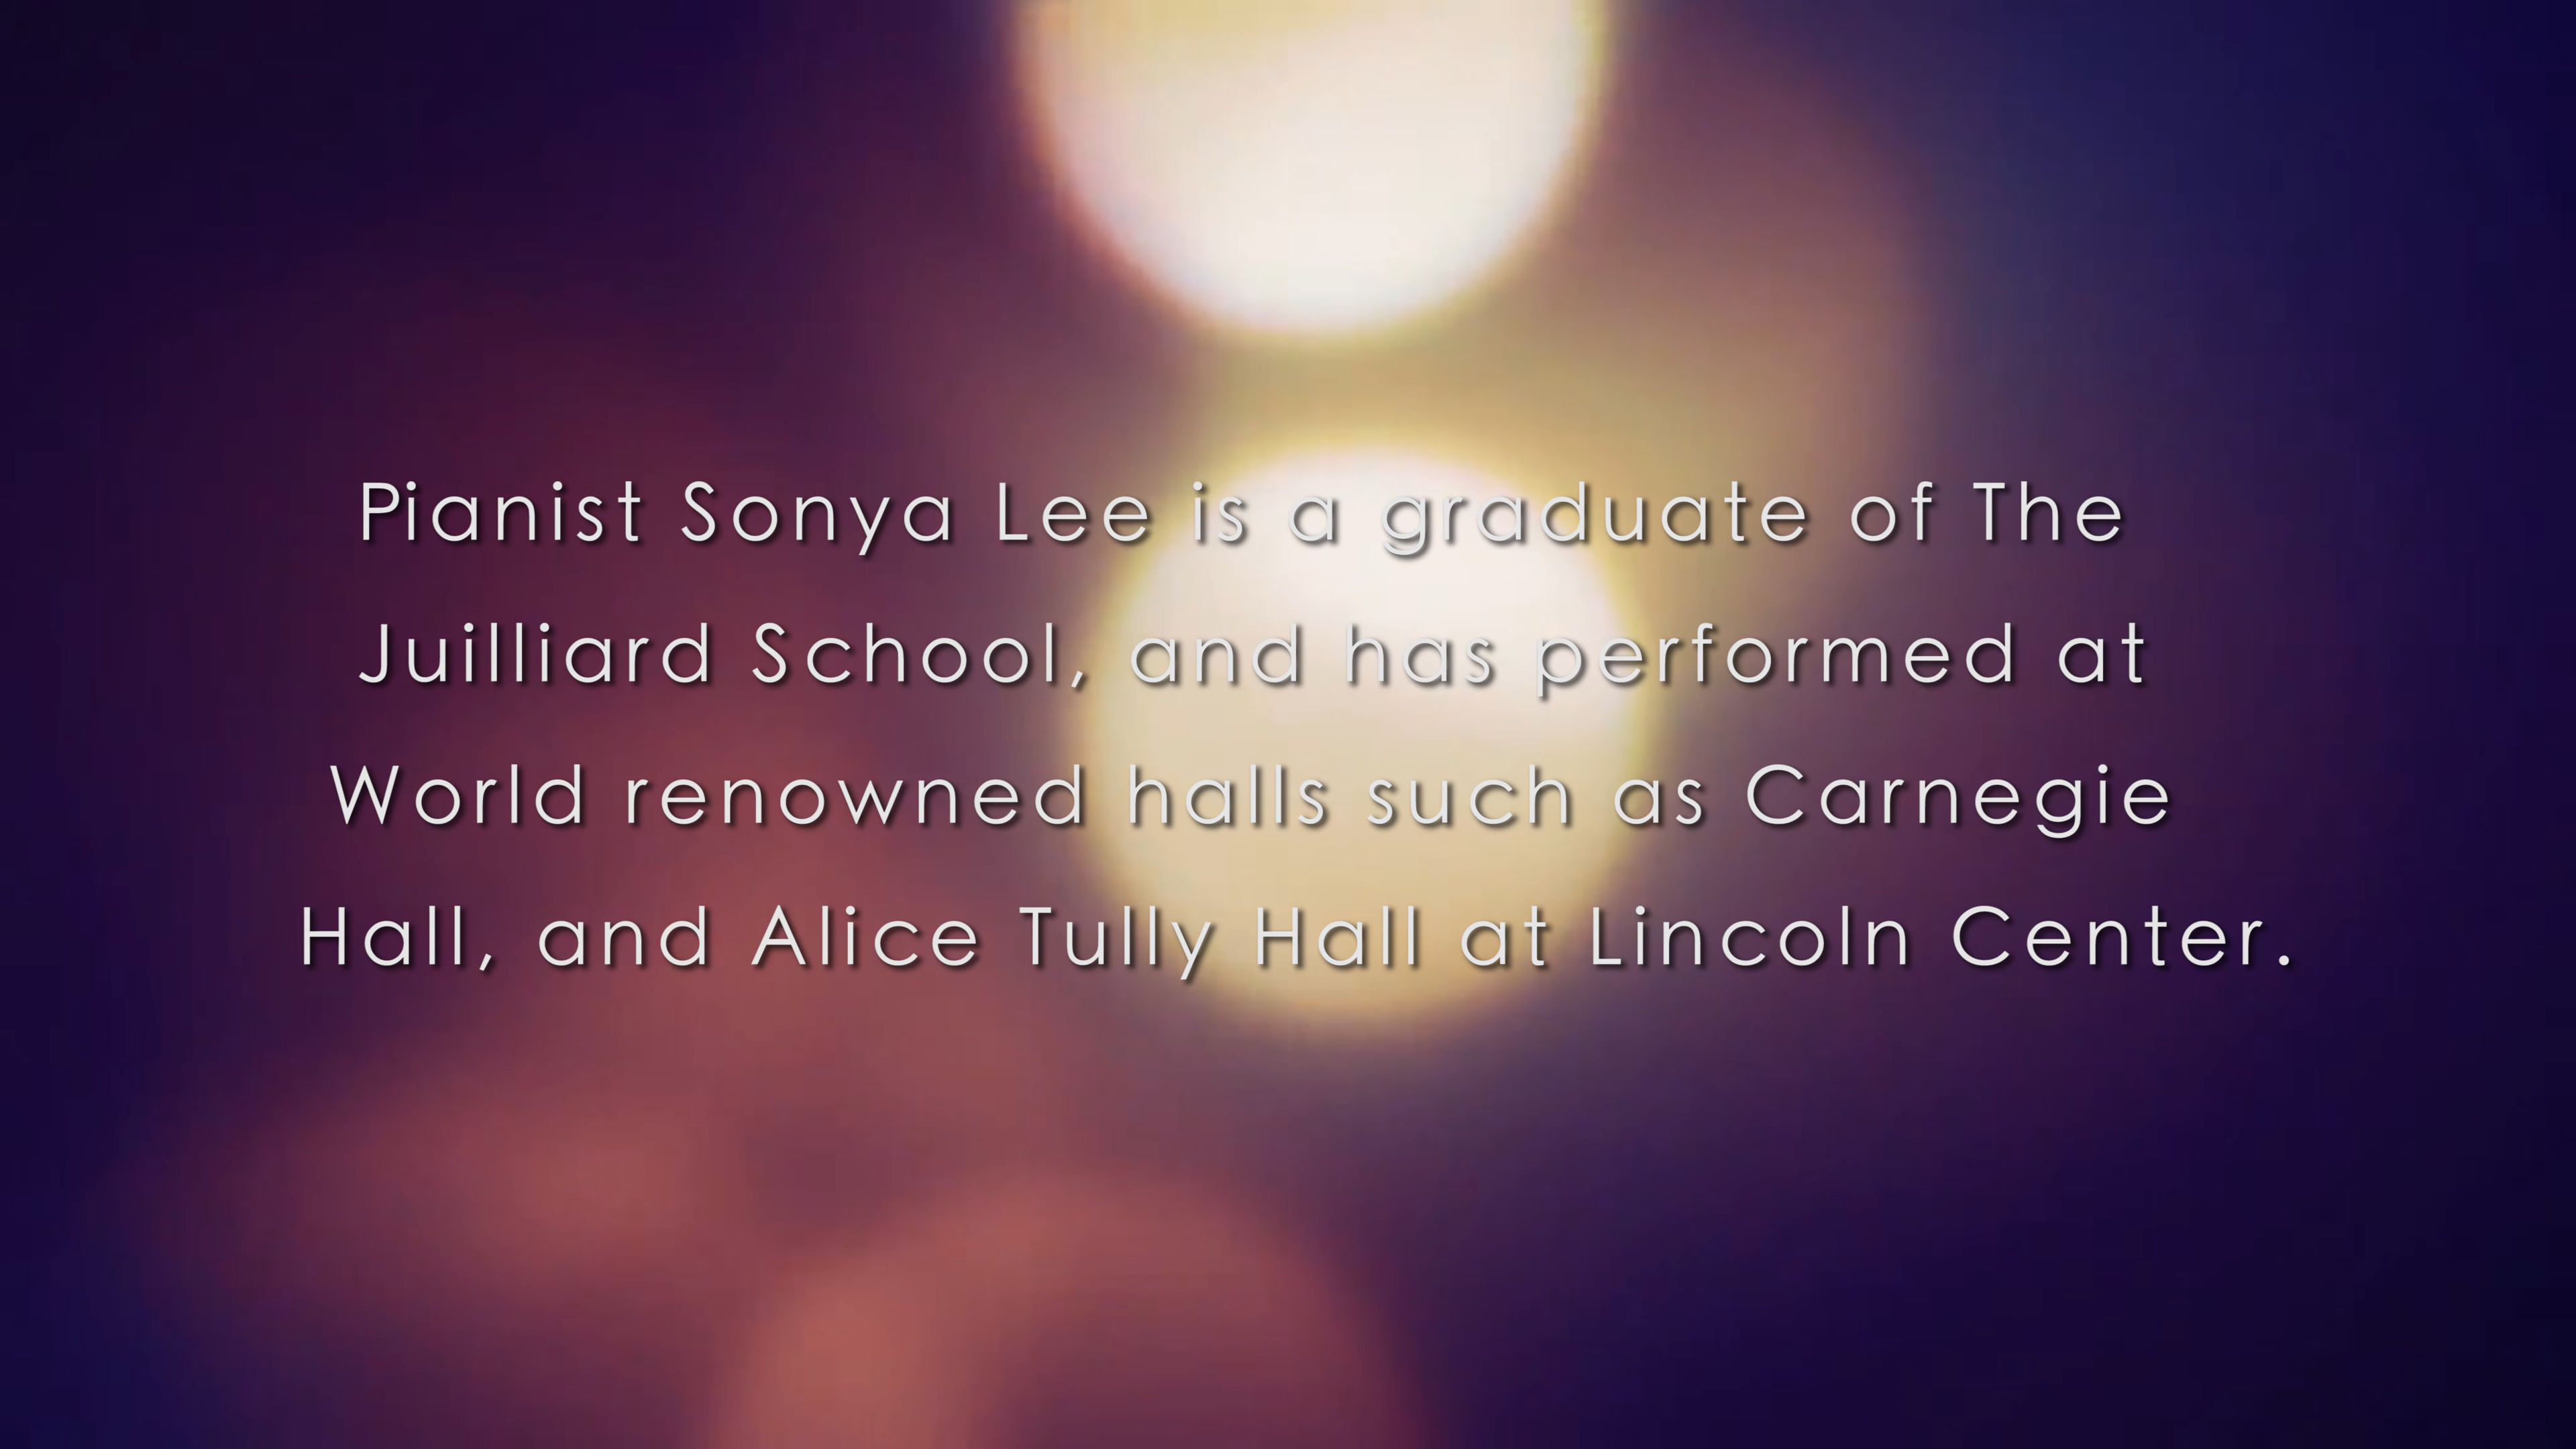 Pianist Sonya Lee is a graduate of The
Juilliard School, and has performed at
World renowned halls such as Carnegie
Hall, and Alice Tully Hall at Lincoln Center.